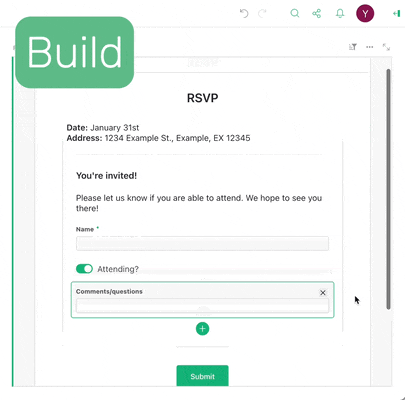 Y
Build
RSVP
Date: January 31st
Address: 1234 Example St., Example, EX 12345
You're invited!
Please let us know if you are able to attend. We hope to see you
there!
Name *
Attending?
Comments/questions
Submit